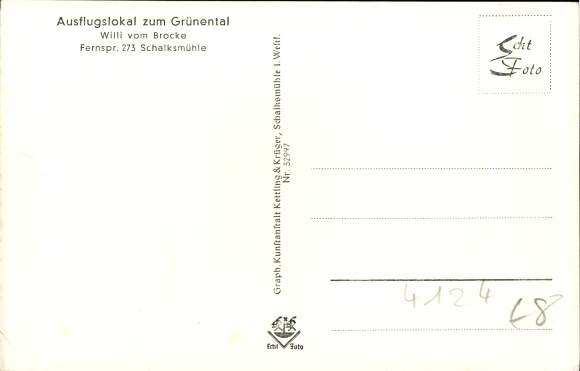 Ausflugslokal zum Grünental
Willi vom Brocke
Fernspr. 273 Schalksmühle
Graph. Kunstanstalt Kettling & Krüger, Schalksmühle i. Westf.
Nr. 32997
Echt
Foto
4124
€8
Echt Foto